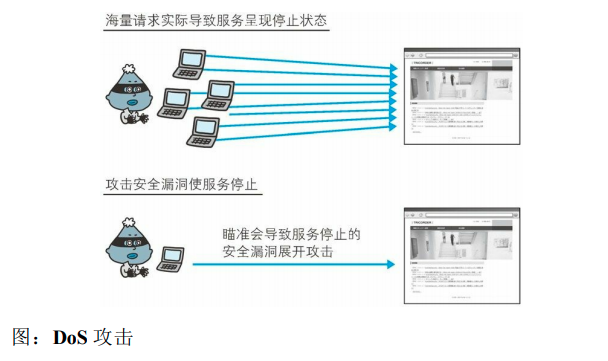 海量请求实际导致服务呈现停止状态
TRICORDER
攻击安全漏洞使服务停止
瞄准会导致服务停止的
安全漏洞展开攻击
TRICORDER
图：DoS 攻击